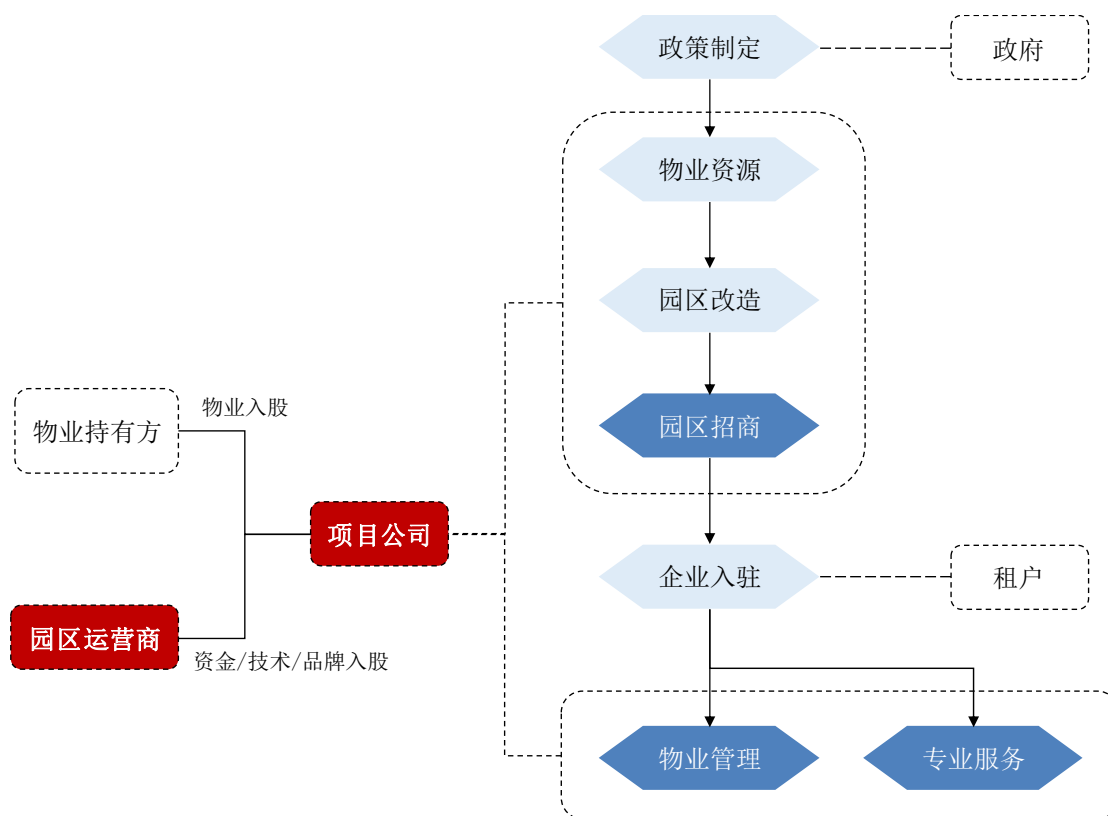 政策制定
政府
物业资源
园区改造
物业入股
物业持有方
园区招商
项目公司
企业入驻
租户
园区运营商
资金/技术/品牌入股
物业管理
专业服务